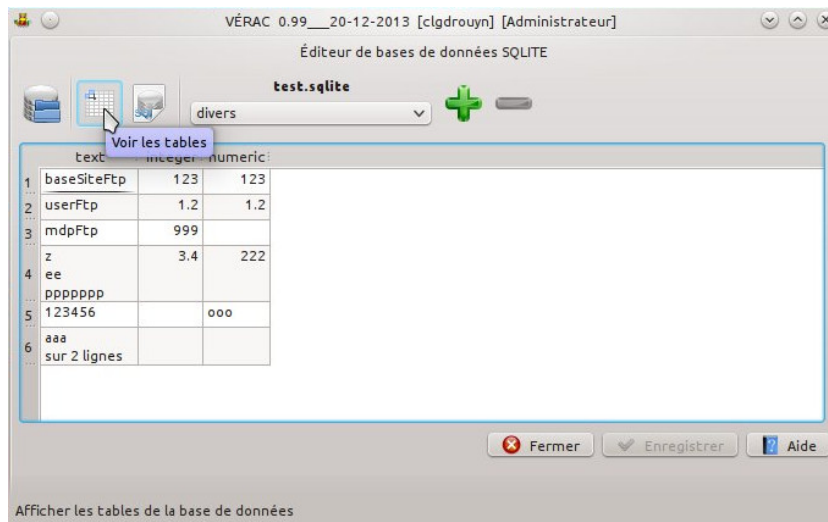 VÉRAC 0.99___20-12-2013 [clgdrouyn] [Administrateur]
Éditeur de bases de données SQLITE
test.sqlite
divers
Voir les tables
text integer numeric
1 baseSiteFtp 123 123
2 userFtp 1.2 1.2
3 mdpFtp 999
4 z 3.4 222
ee
ppppppp
5 123456 ooo
6 aaa
sur 2 lignes
Fermer Enregistrer Aide
Afficher les tables de la base de données